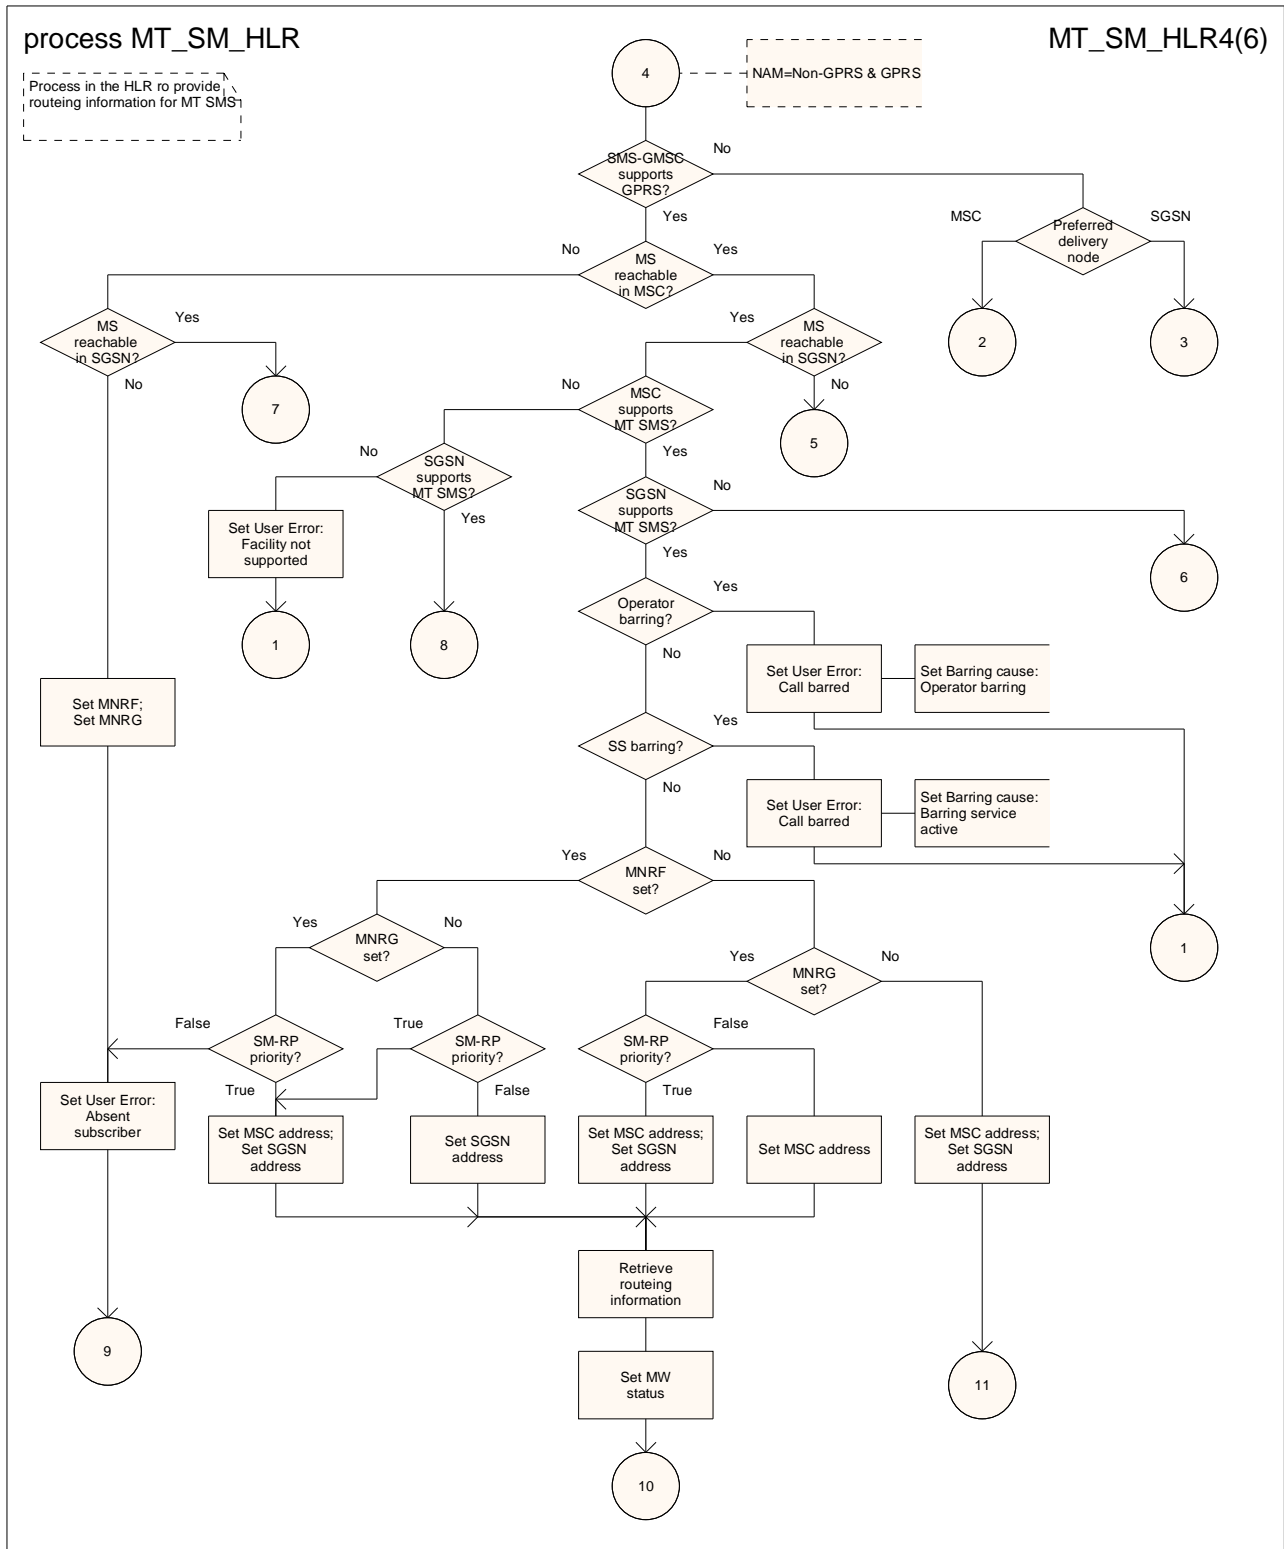 process MT_SM_HLR
MT_SM_HLR4(6)
Process in the HLR ro provide
routeing information for MT SMS
4
NAM=Non-GPRS & GPRS
SMS-GMSC
supports
GPRS?
No
Yes
MSC
SGSN
Preferred
delivery
node
No
Yes
MS
reachable
in MSC?
MS
reachable
in SGSN?
Yes
No
Yes
MS
reachable
in SGSN?
No
2
3
7
No
MSC
supports
MT SMS?
Yes
5
No
SGSN
supports
MT SMS?
Yes
SGSN
supports
MT SMS?
No
Yes
Set User Error:
Facility not
supported
6
Operator
barring?
Yes
No
1
8
Set User Error:
Call barred
Set Barring cause:
Operator barring
Set MNRF;
Set MNRG
SS barring?
Yes
No
Set User Error:
Call barred
Set Barring cause:
Barring service
active
Yes
MNRF
set?
No
Yes
MNRG
set?
No
Yes
MNRG
set?
No
1
False
SM-RP
priority?
True
True
SM-RP
priority?
False
SM-RP
priority?
False
True
Set User Error:
Absent
subscriber
Set MSC address;
Set SGSN
address
Set SGSN
address
Set MSC address;
Set SGSN
address
Set MSC address
Set MSC address;
Set SGSN
address
Retrieve
routeing
information
9
Set MW
status
11
10